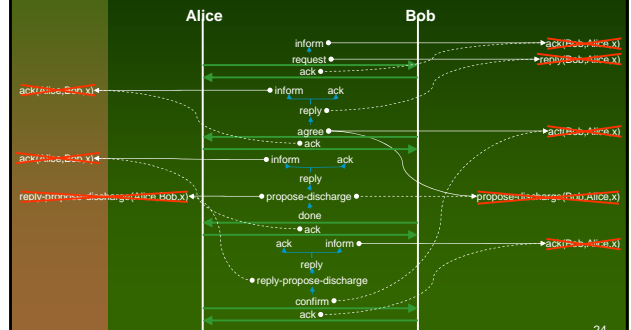 Alice Bob
inform ack(Bob,Alice,x)
request reply(Bob,Alice,x)
ack
ack(Alice,Bob,x) inform ack
reply
agree act(Bob,Alice,x)
ack
ack(Alice,Bob,x) inform ack
reply
reply-propose-discharge(Alice,Bob,x) propose-discharge propose-discharge(Bob,Alice,x)
done
ack
ack inform ack(Bob,Alice,x)
reply
reply-propose-discharge
confirm
ack
24